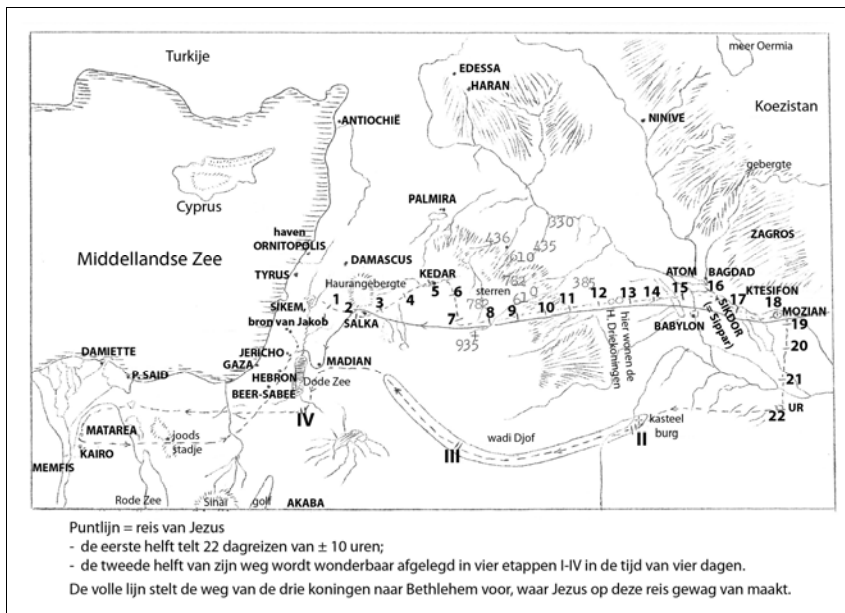 Turkije
meer Oermia
EDESSA
HARAN
Koezistan
ANTIOCHIË
NINIVE
gebergte
PALMIRA
Cyprus
haven
ORNITOPOLIS
330
436
435
610
ZAGROS
Middellandse Zee
DAMASCUS
TYRUS
Haurangebergte
KEDAR
sterren
782
385
ATOM
BAGDAD
1
2
3
4
5
6
782
610
11
12
13
14
15
16
17
KTESIFON
18
SIKEM,
bron van Jakob
SALKA
7
8
9
10
H. Driekoningen
hier wonen de
BABYLON
SIKDOR
(= Sippar)
MOZIAN
19
935
20
JERICHO
GAZA
MADIAN
DAMIETTE
P. SAID
HEBRON
Dode Zee
BEER-SABEE
21
UR
22
IV
MATAREA
joods
stadje
wadi Djof
kasteel
burg
II
III
KAIRO
MEMFIS
Rode Zee
Sinaï
golf
AKABA
Puntlijn = reis van Jezus
- de eerste helft telt 22 dagreizen van ± 10 uren;
- de tweede helft van zijn weg wordt wonderbaar afgelegd in vier etappen I-IV in de tijd van vier dagen.
De volle lijn stelt de weg van de drie koningen naar Bethlehem voor, waar Jezus op deze reis gewag van maakt.